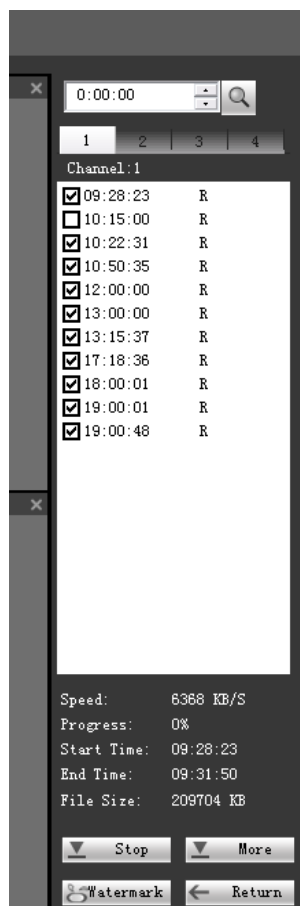 0:00:00
1 2 3 4
Channel:1
09:28:23 R
10:15:00 R
10:22:31 R
10:50:35 R
12:00:00 R
13:00:00 R
13:15:37 R
17:18:36 R
18:00:01 R
19:00:01 R
19:00:48 R
Speed: 6368 KB/S
Progress: 0%
Start Time: 09:28:23
End Time: 09:31:50
File Size: 209704 KB
Stop More
Watermark Return